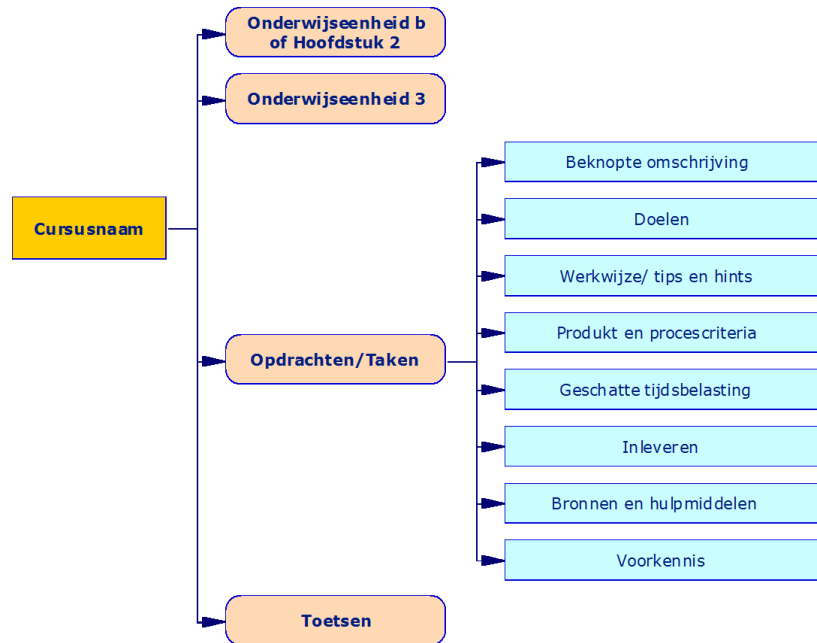 Onderwijseenheid b
of Hoofdstuk 2
Onderwijseenheid 3
Cursusnaam
Opdrachten/Taken
Beknopte omschrijving
Doelen
Werkwijze/ tips en hints
Produkt en procescriteria
Geschatte tijdsbelasting
Inleveren
Bronnen en hulpmiddelen
Voorkennis
Toetsen